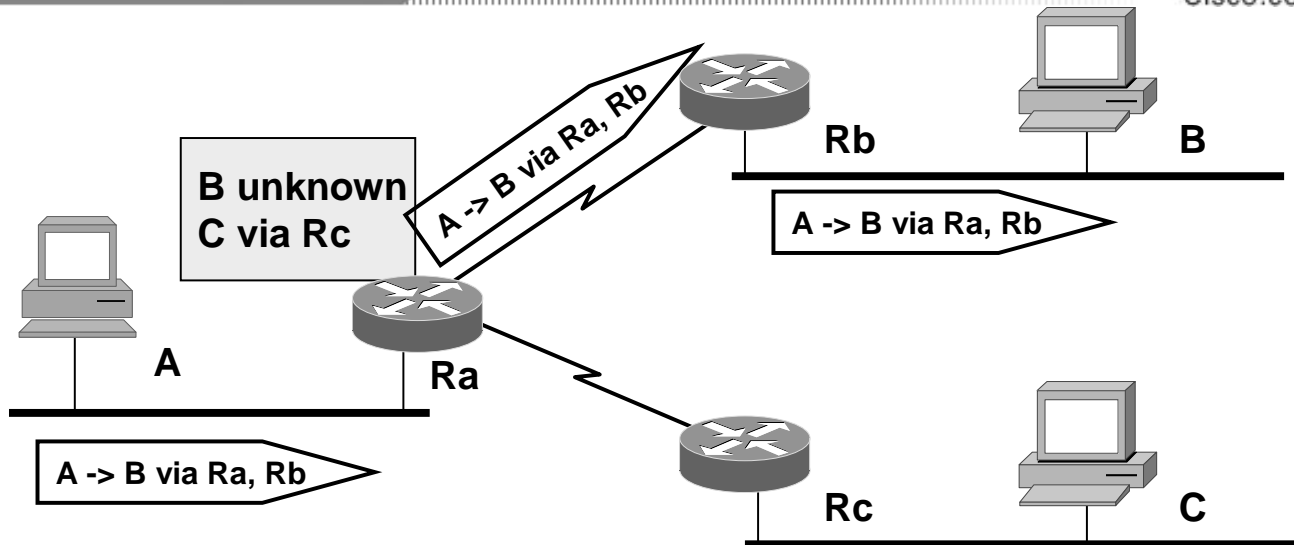 B unknown
C via Rc
A -> B via Ra, Rb
Rb
B
A -> B via Ra, Rb
A
Ra
A -> B via Ra, Rb
Rc
C